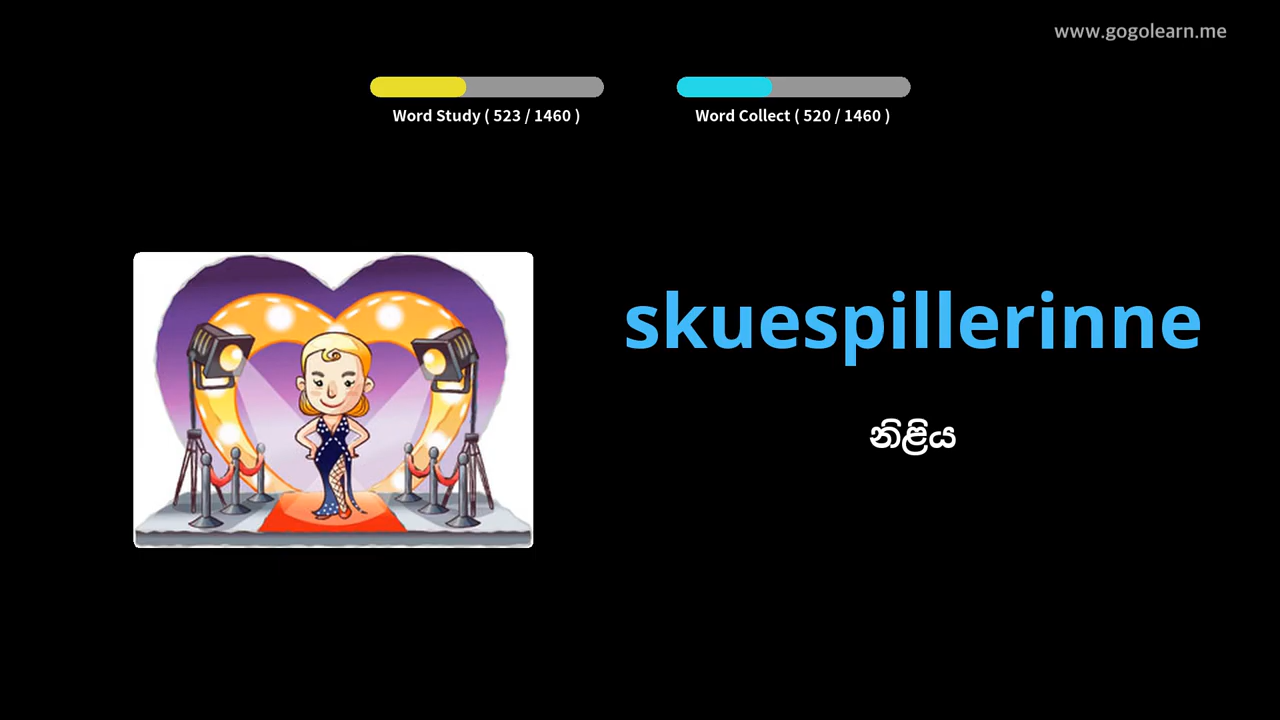 www.gogolearn.me
Word Study ( 523 / 1460 )
Word Collect ( 520 / 1460 )
skuespillerinne
නිළිය